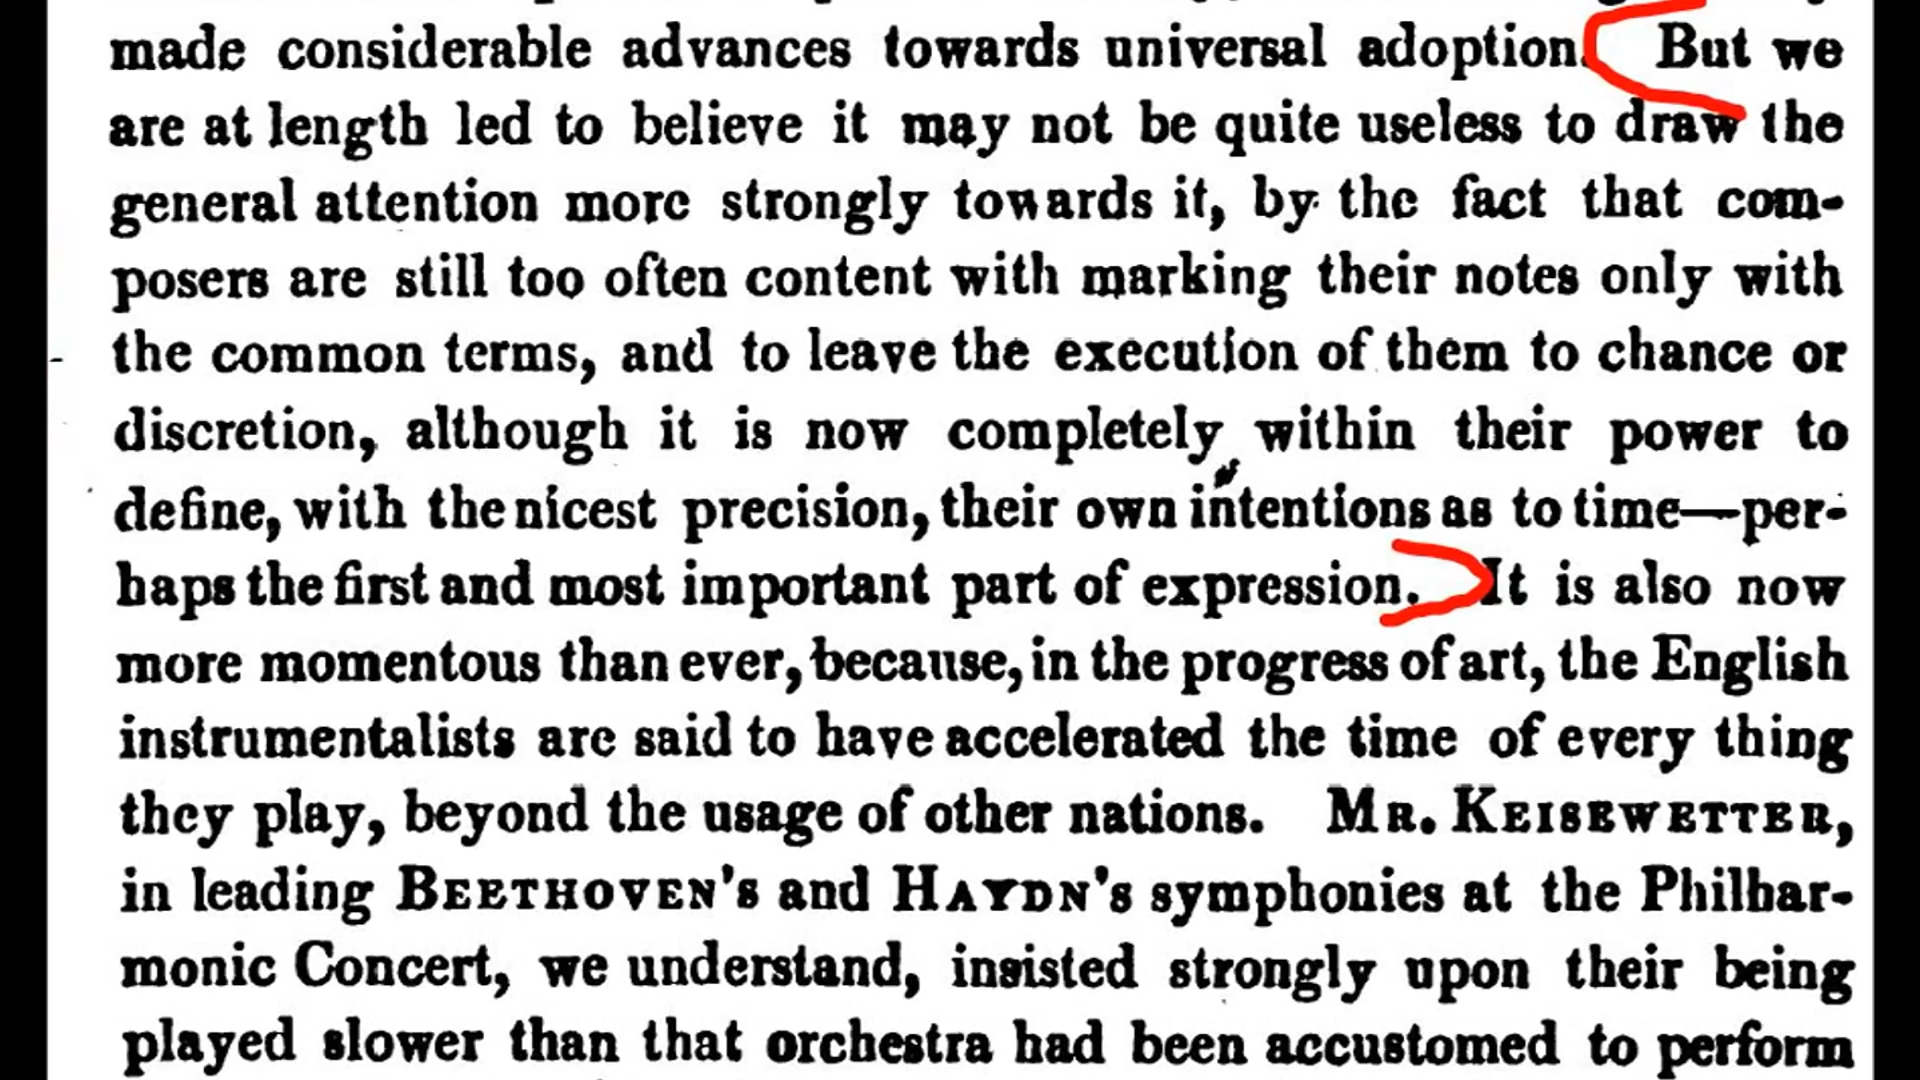 made considerable advances towards universal adoption. But we
are at length led to believe it may not be quite useless to draw the
general attention more strongly towards it, by the fact that com-
posers are still too often content with marking their notes only with
the common terms, and to leave the execution of them to chance or
discretion, although it is now completely within their power to
define, with the nicest precision, their own intentions as to time—per-
haps the first and most important part of expression. It is also now
more momentous than ever, because, in the progress of art, the English
instrumentalists are said to have accelerated the time of every thing
they play, beyond the usage of other nations. MR. KEISEWETTER,
in leading BEETHOVEN's and HAYDN's symphonies at the Philhar-
monic Concert, we understand, insisted strongly upon their being
played slower than that orchestra had been accustomed to perform